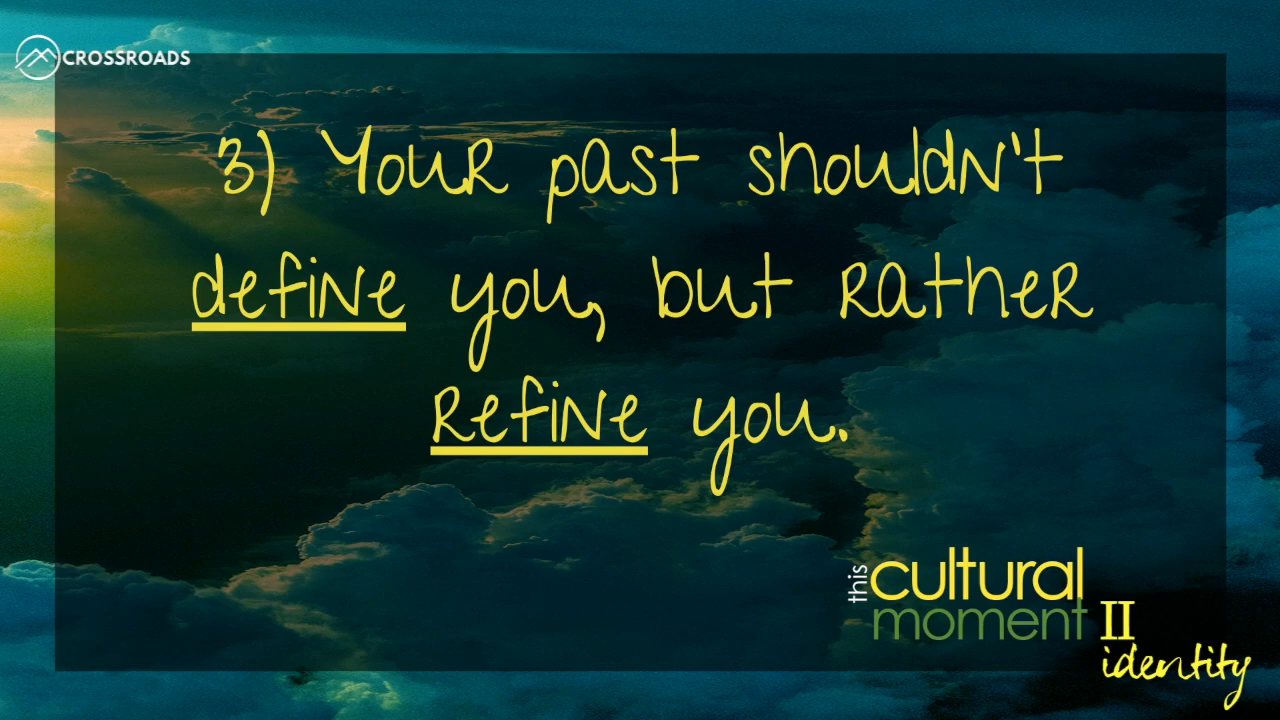 CROSSROADS
3) Your past shouldn't
define you, but rather
refine you.
this
cultural
moment
II
identity